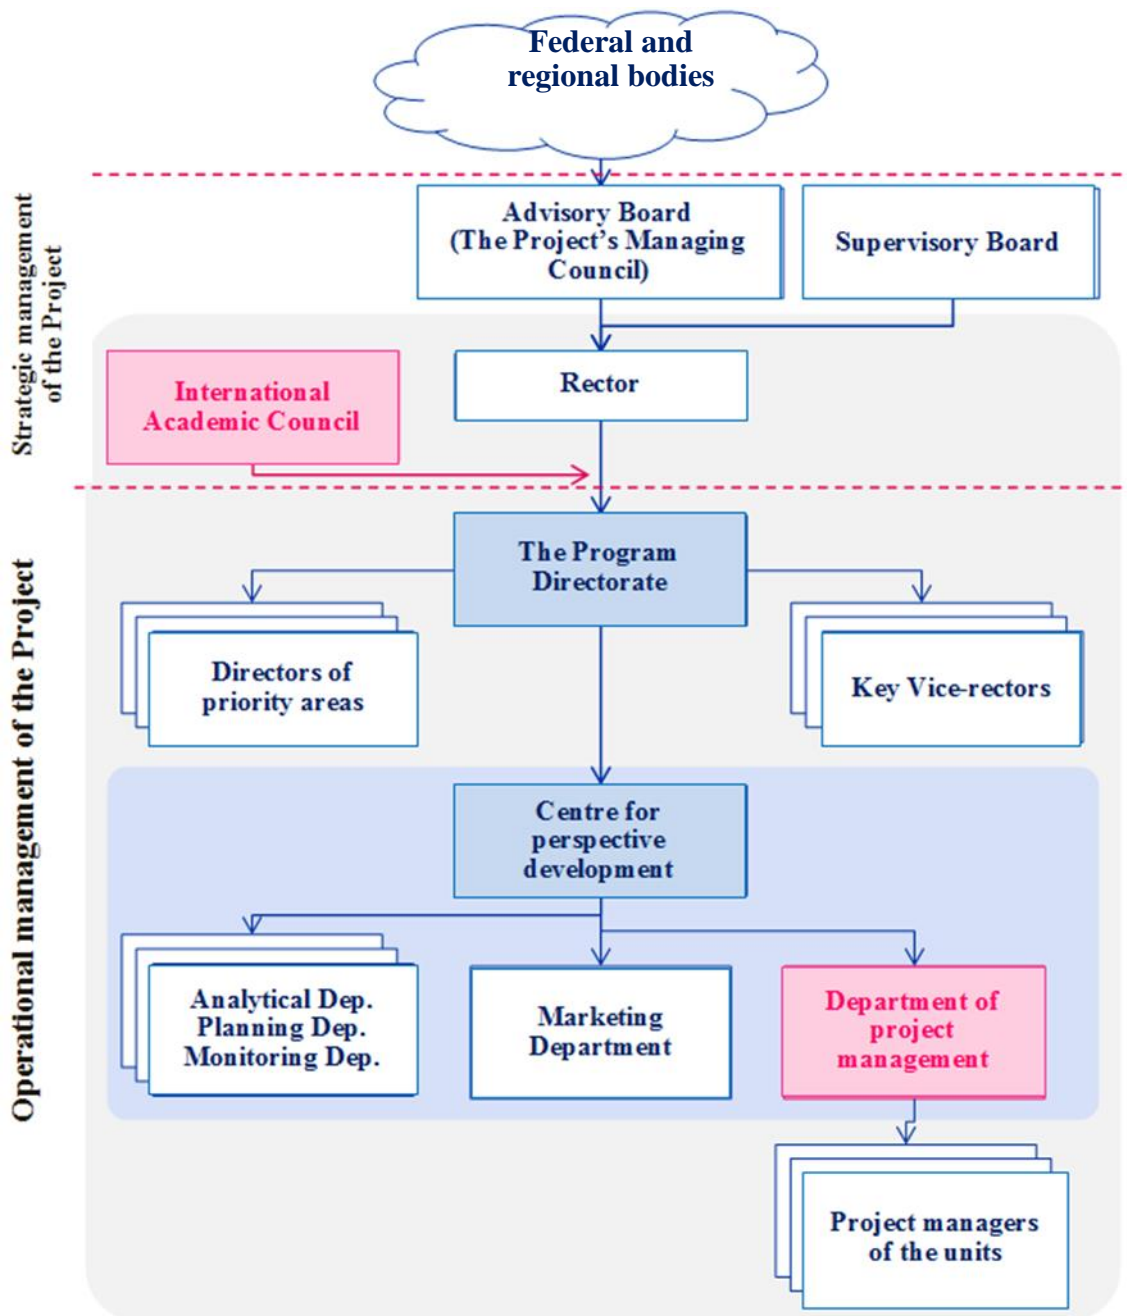 Federal and
regional bodies
Strategic management
of the Project
Advisory Board
(The Project’s Managing
Council)
Supervisory Board
International
Academic Council
Rector
Operational management of the Project
The Program
Directorate
Directors of
priority areas
Key Vice-rectors
Centre for
perspective
development
Analytical Dep.
Planning Dep.
Monitoring Dep.
Marketing
Department
Department of
project
management
Project managers
of the units